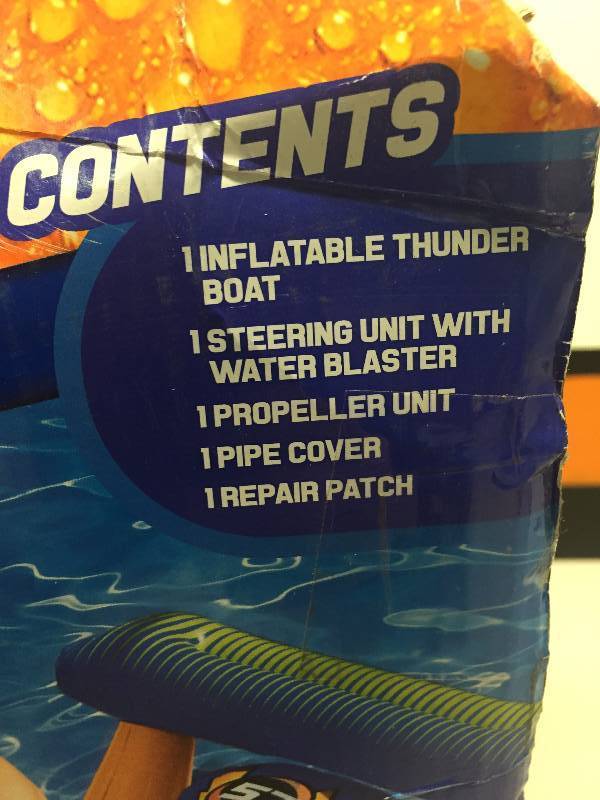 CONTENTS
1 INFLATABLE THUNDER
BOAT
1 STEERING UNIT WITH
WATER BLASTER
1 PROPELLER UNIT
1 PIPE COVER
1 REPAIR PATCH